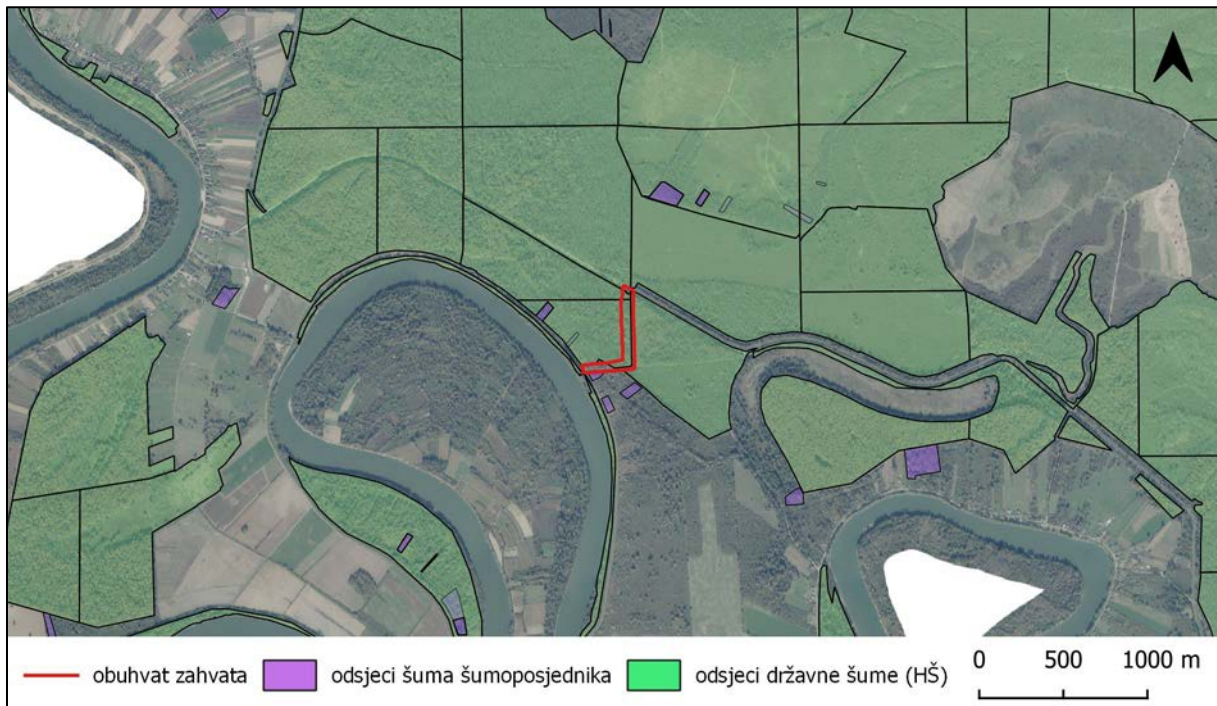 obuhvat zahvata
odsjeci šuma šumoposjednika
odsjeci državne šume (HŠ)
0 500 1000 m